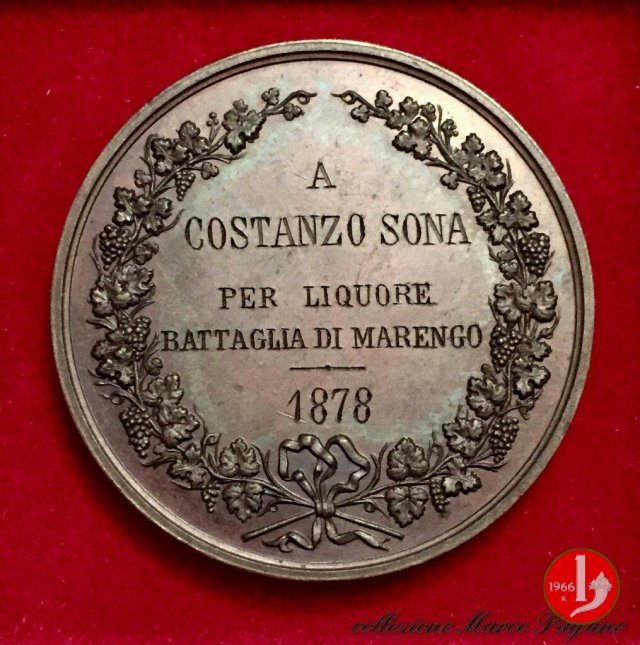 A
COSTANZO SONA
PER LIQUORE
BATTAGLIA DI MARENGO
1878
1966
R
collezione Marco Pagano